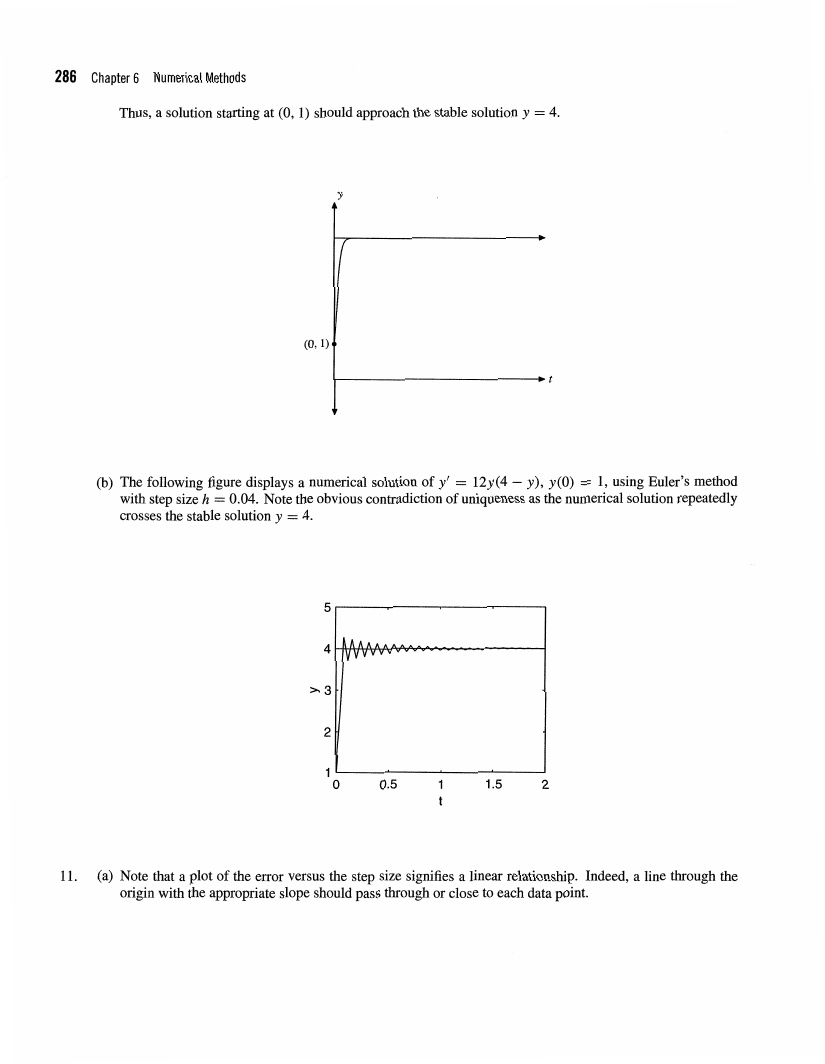 286 Chapter 6 Numerical Methods
Thus, a solution starting at (0, 1) should approach the stable solution y = 4.
y
(0, 1)
t
(b) The following figure displays a numerical solution of y′ = 12y(4 − y), y(0) = 1, using Euler's method
with step size h = 0.04. Note the obvious contradiction of uniqueness as the numerical solution repeatedly
crosses the stable solution y = 4.
5
4
y 3
2
1
0 0.5 1 1.5 2
t
11. (a) Note that a plot of the error versus the step size signifies a linear relationship. Indeed, a line through the
origin with the appropriate slope should pass through or close to each data point.